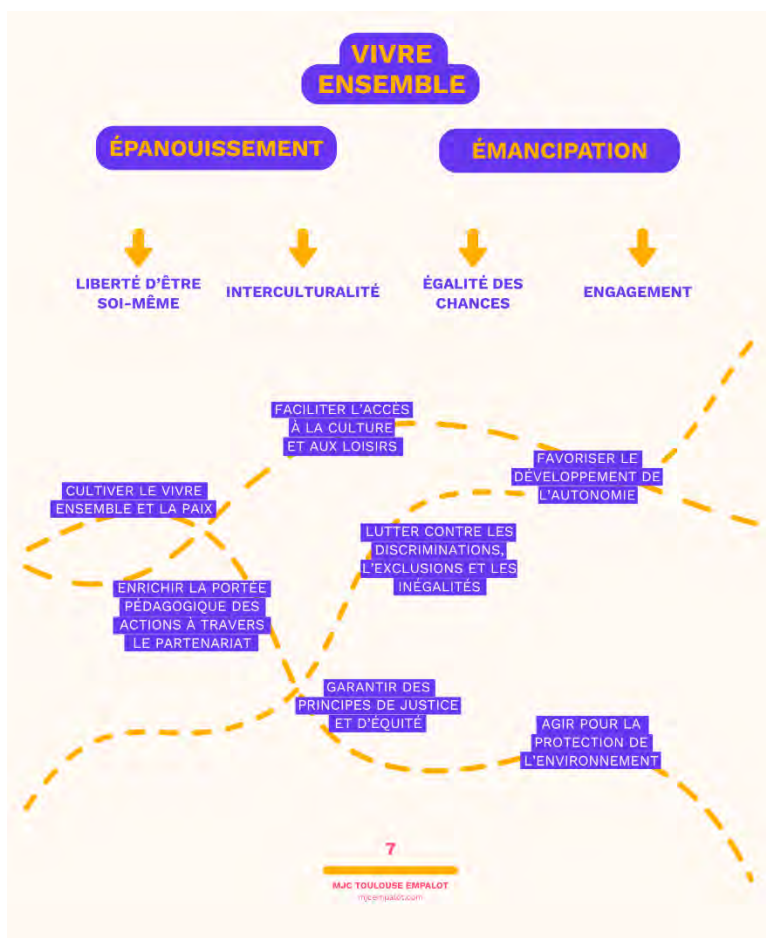 VIVRE
ENSEMBLE
ÉPANOUISSEMENT
ÉMANCIPATION
LIBERTÉ D'ÊTRE
SOI-MÊME
INTERCULTURALITÉ
ÉGALITÉ DES
CHANCES
ENGAGEMENT
FACILITER L'ACCÈS
À LA CULTURE
ET AUX LOISIRS
FAVORISER LE
DÉVELOPPEMENT DE
L'AUTONOMIE
CULTIVER LE VIVRE
ENSEMBLE ET LA PAIX
LUTTER CONTRE LES
DISCRIMINATIONS,
L'EXCLUSIONS ET LES
INÉGALITÉS
ENRICHIR LA PORTÉE
PÉDAGOGIQUE DES
ACTIONS À TRAVERS
LE PARTENARIAT
GARANTIR DES
PRINCIPES DE JUSTICE
ET D'ÉQUITÉ
AGIR POUR LA
PROTECTION DE
L'ENVIRONNEMENT
7
MJC TOULOUSE EMPALOT
mjcempalot.com